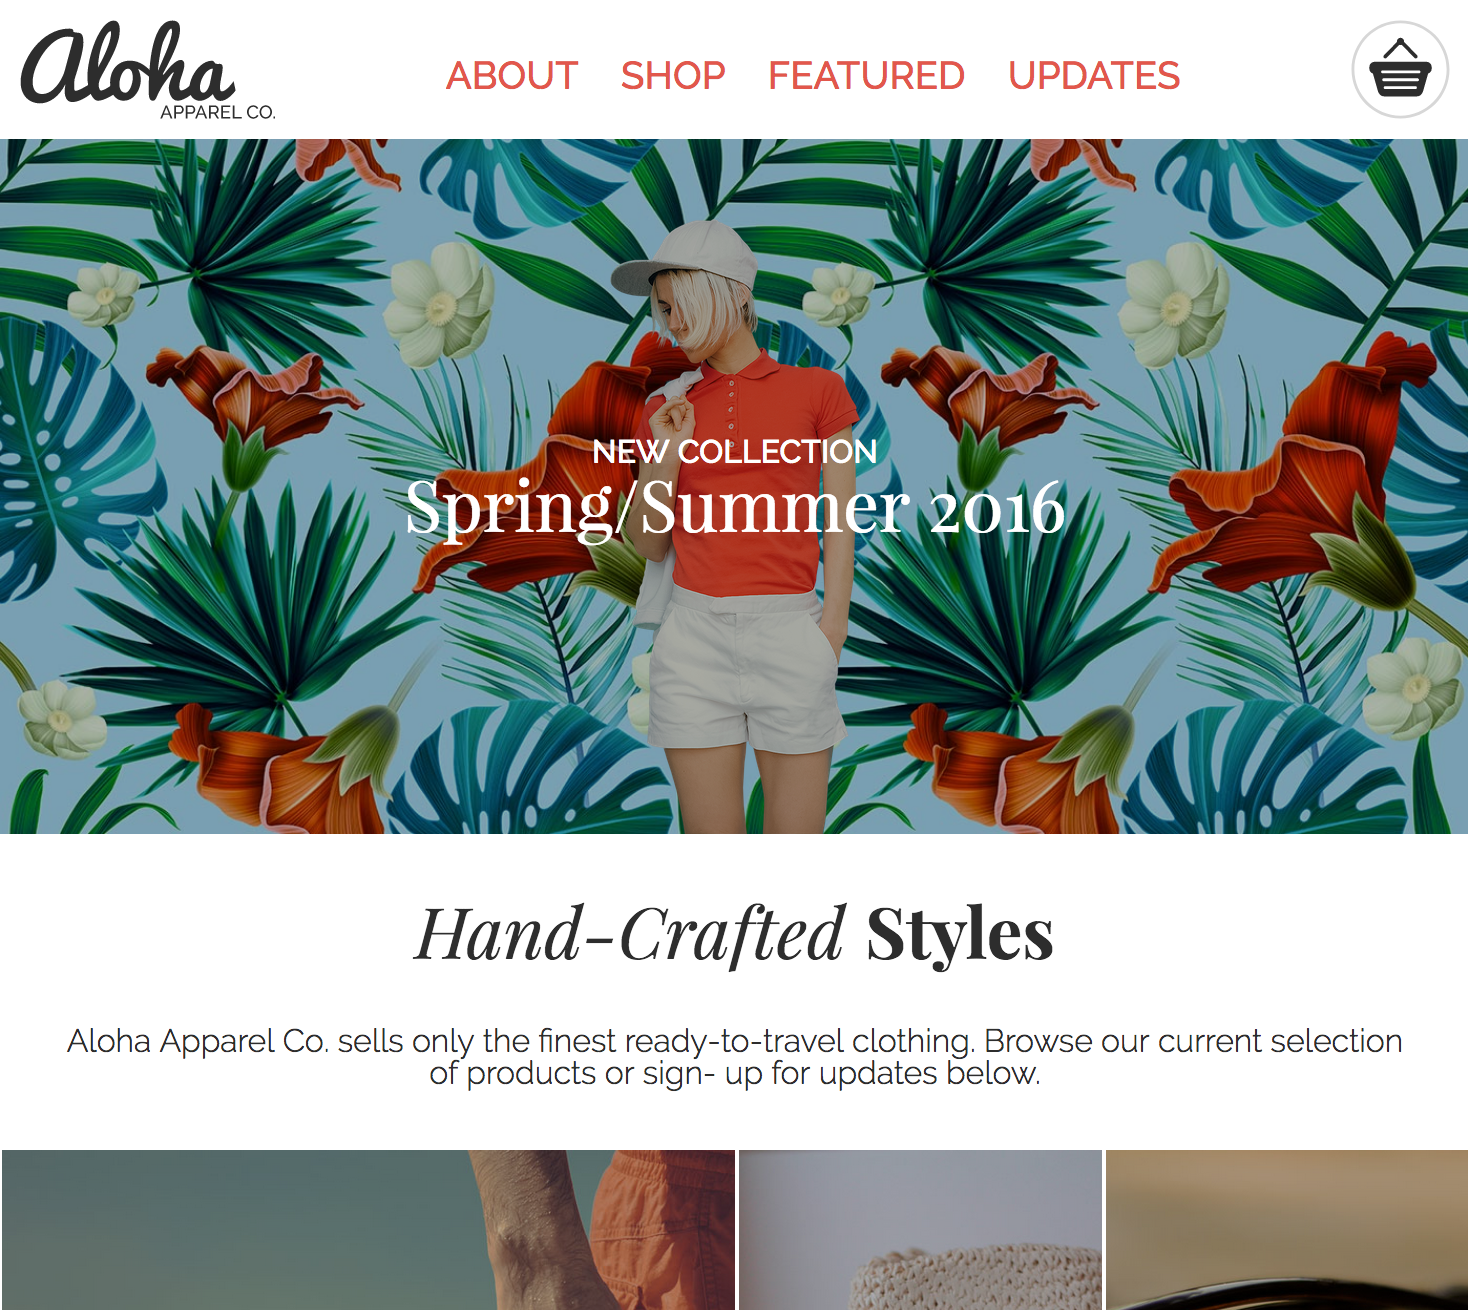 Aloha
APPAREL CO.
ABOUT SHOP FEATURED UPDATES
NEW COLLECTION
Spring/Summer 2016
Hand-Crafted Styles
Aloha Apparel Co. sells only the finest ready-to-travel clothing. Browse our current selection
of products or sign- up for updates below.